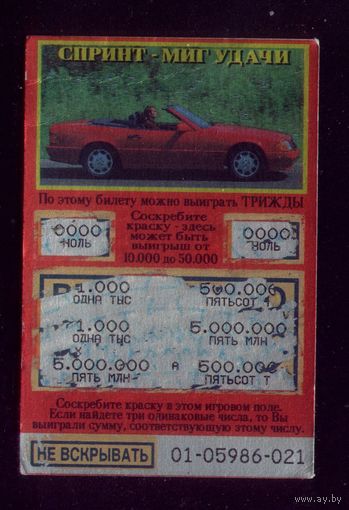 СПРИНТ - МИГ УДАЧИ
По этому билету можно выиграть ТРИЖДЫ
0000
НОЛЬ
Соскребите
краску - здесь
может быть
выигрыш от
10.000 до 50.000
0000
НОЛЬ
1.000
ОДНА ТЫС
500.000
ПЯТЬСОТ
1.000
ОДНА ТЫС
5.000.000
ПЯТЬ МЛН
5.000.000
ПЯТЬ МЛН
А
500.000
ПЯТЬСОТ Т
Соскребите краску в этом игровом поле.
Если найдете три одинаковые числа, то Вы
выиграли сумму, соответствующую этому числу.
НЕ ВСКРЫВАТЬ
01-05986-021
www.ay.by